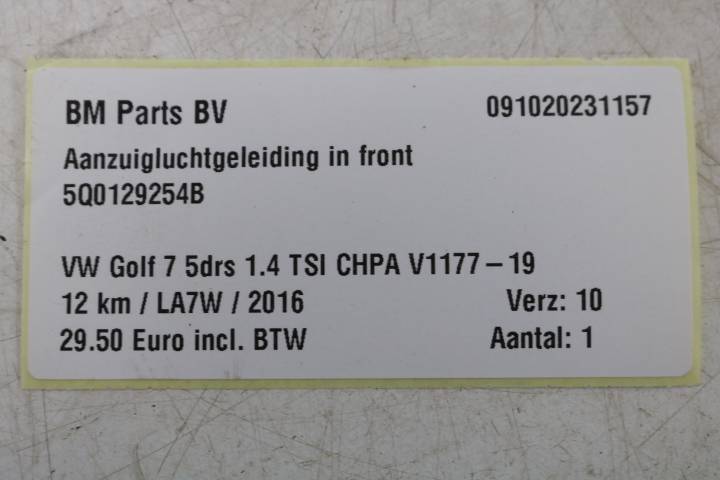 BM Parts BV 091020231157
Aanzuigluchtgeleiding in front
5Q0129254B
VW Golf 7 5drs 1.4 TSI CHPA V1177 – 19
12 km / LA7W / 2016 Verz: 10
29.50 Euro incl. BTW Aantal: 1